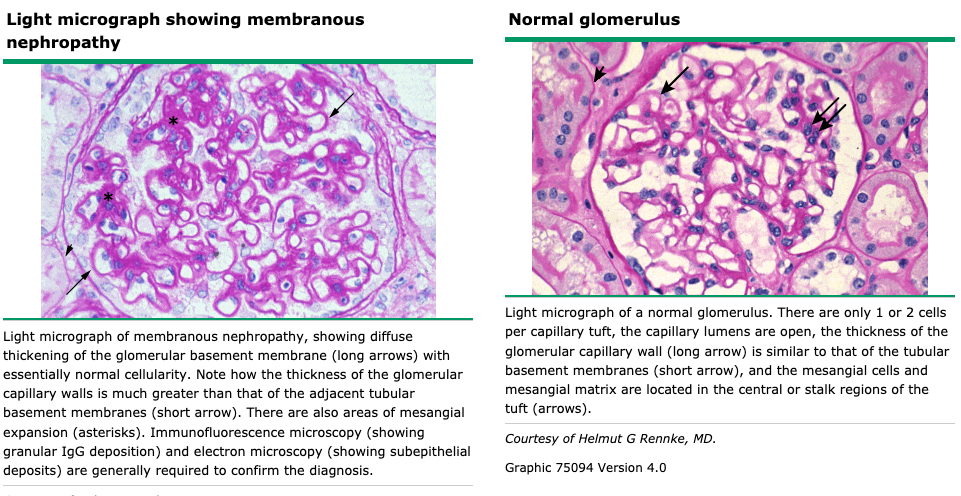 Light micrograph showing membranous
nephropathy
*
*
Light micrograph of membranous nephropathy, showing diffuse
thickening of the glomerular basement membrane (long arrows) with
essentially normal cellularity. Note how the thickness of the glomerular
capillary walls is much greater than that of the adjacent tubular
basement membranes (short arrow). There are also areas of mesangial
expansion (asterisks). Immunofluorescence microscopy (showing
granular IgG deposition) and electron microscopy (showing subepithelial
deposits) are generally required to confirm the diagnosis.
Normal glomerulus
Light micrograph of a normal glomerulus. There are only 1 or 2 cells
per capillary tuft, the capillary lumens are open, the thickness of the
glomerular capillary wall (long arrow) is similar to that of the tubular
basement membranes (short arrow), and the mesangial cells and
mesangial matrix are located in the central or stalk regions of the
tuft (arrows).
Courtesy of Helmut G Rennke, MD.
Graphic 75094 Version 4.0